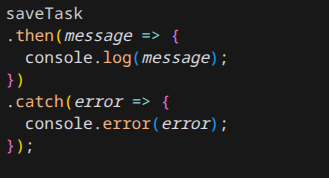 saveTask
.then(message => {
  console.log(message);
})
.catch(error => {
  console.error(error);
});